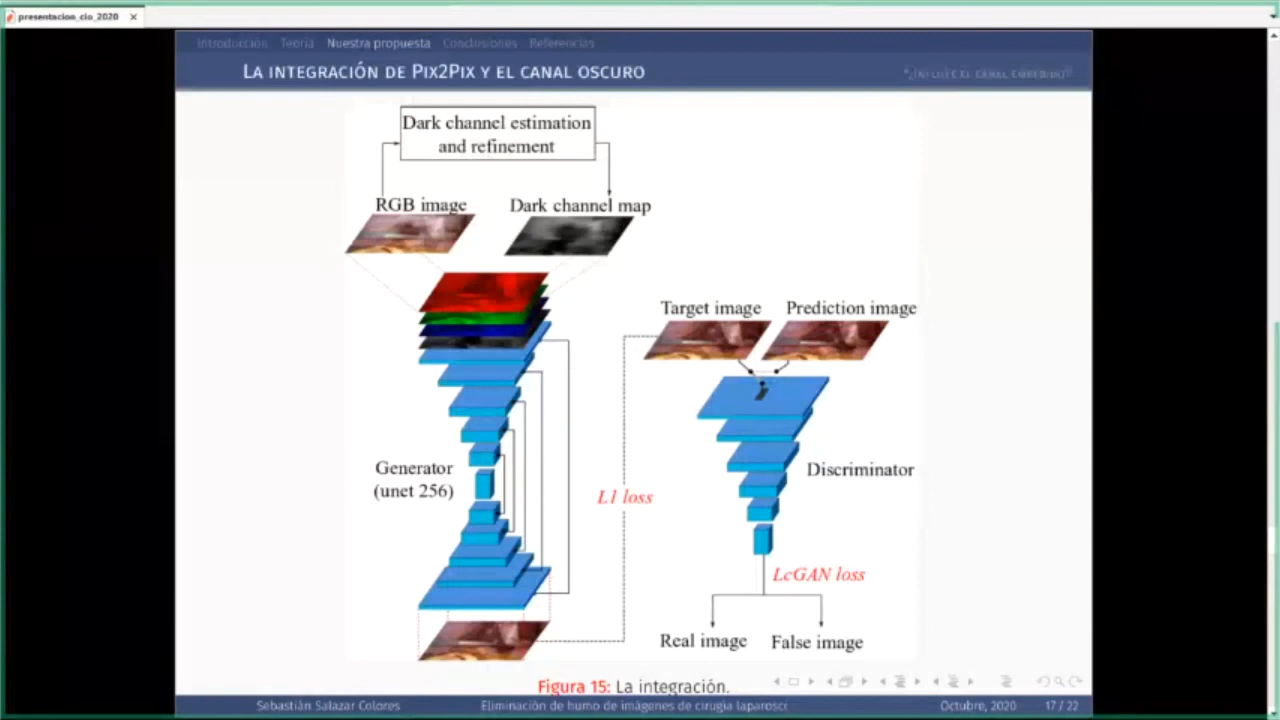 presentacion_cio_2020
Introducción Teoría Nuestra propuesta Conclusiones Referencias
LA INTEGRACIÓN DE PIX2PIX Y EL CANAL OSCURO
Dark channel estimation
and refinement
RGB image
Dark channel map
Target image
Prediction image
Generator
(unet 256)
L1 loss
Discriminator
LcGAN loss
Real image
False image
Figura 15: La integración.
Sebastián Salazar Colores
Eliminación de humo de imágenes de cirugía laparosc
Octubre, 2020
17 / 22